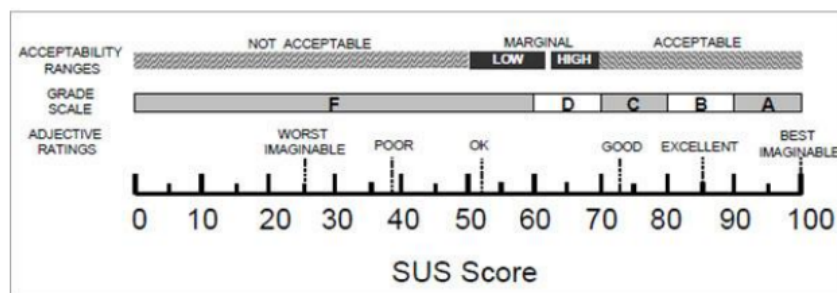 NOT ACCEPTABLE MARGINAL ACCEPTABLE
ACCEPTABILITY RANGES
LOW HIGH
GRADE SCALE
F D C B A
ADJECTIVE RATINGS
WORST IMAGINABLE POOR OK GOOD EXCELLENT BEST IMAGINABLE
0 10 20 30 40 50 60 70 80 90 100
SUS Score